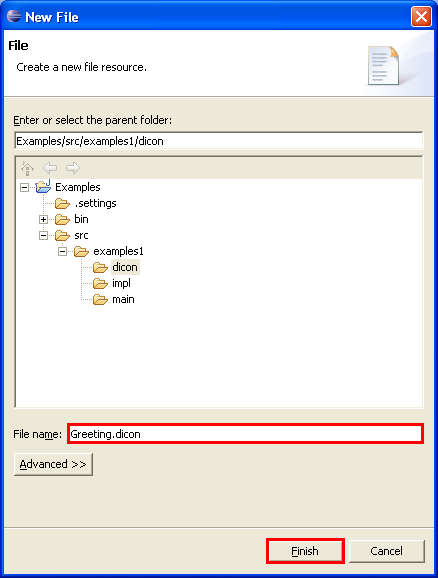 New File
File
Create a new file resource.
Enter or select the parent folder:
Examples/src/examples1/dicon
Examples
.settings
bin
src
examples1
dicon
impl
main
File name: Greeting.dicon
Advanced >>
Finish Cancel